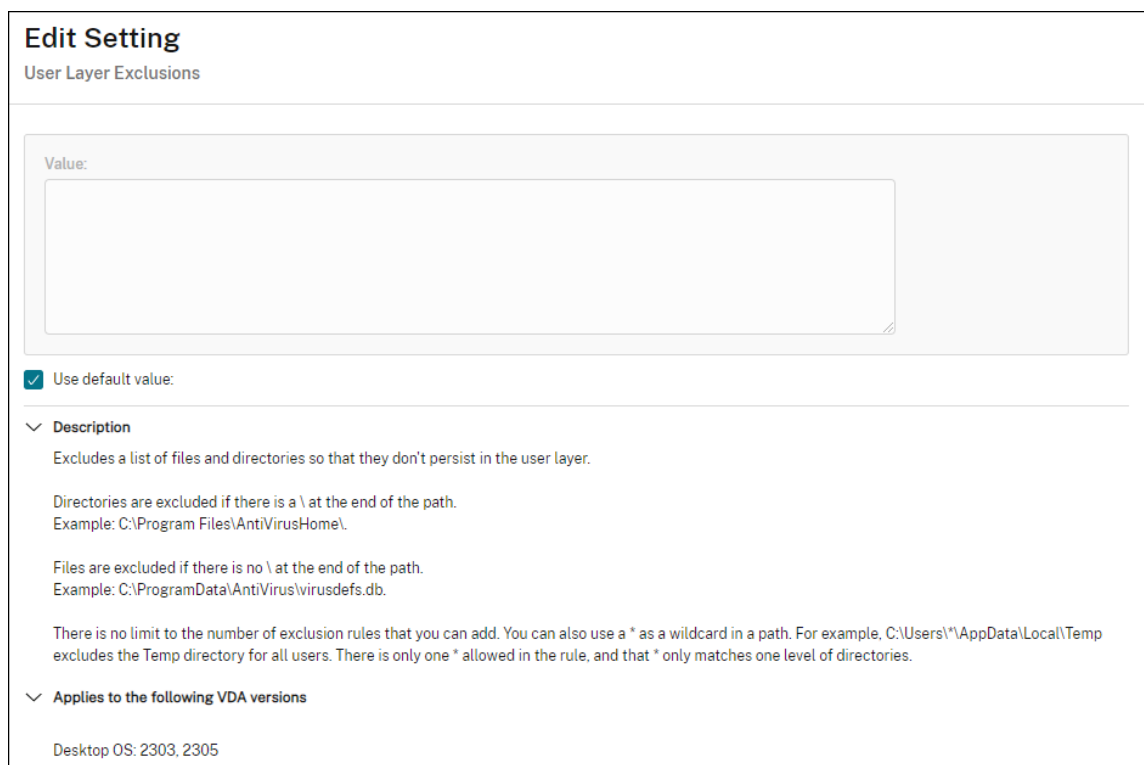 Edit Setting
User Layer Exclusions
Value:
Use default value:
Description
Excludes a list of files and directories so that they don't persist in the user layer.
Directories are excluded if there is a \ at the end of the path.
Example: C:\Program Files\AntiVirusHome\.
Files are excluded if there is no \ at the end of the path.
Example: C:\ProgramData\AntiVirus\virusdefs.db.
There is no limit to the number of exclusion rules that you can add. You can also use a * as a wildcard in a path. For example, C:\Users\*\AppData\Local\Temp
excludes the Temp directory for all users. There is only one * allowed in the rule, and that * only matches one level of directories.
Applies to the following VDA versions
Desktop OS: 2303, 2305